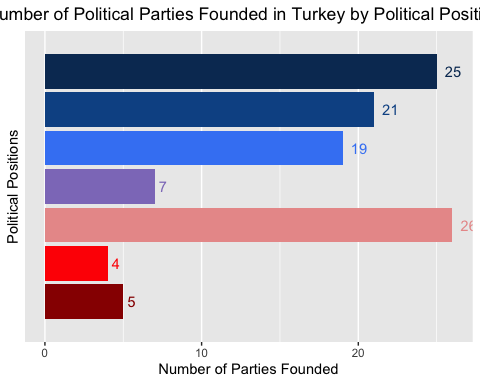 umber of Political Parties Founded in Turkey by Political Positi
25
21
19
7
26
4
5
Political Positions
0 10 20
Number of Parties Founded